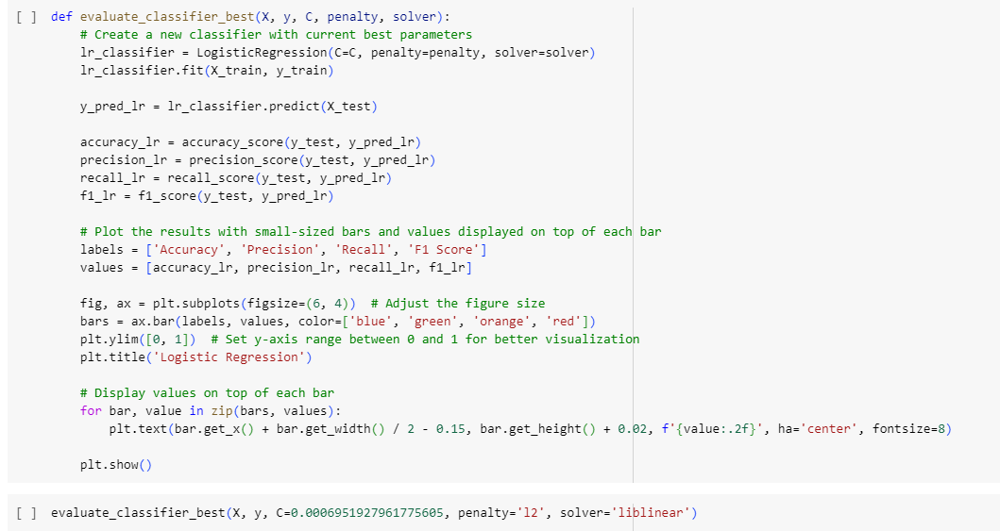 [ ] def evaluate_classifier_best(X, y, C, penalty, solver):
# Create a new classifier with current best parameters
lr_classifier = LogisticRegression(C=C, penalty=penalty, solver=solver)
lr_classifier.fit(X_train, y_train)
y_pred_lr = lr_classifier.predict(X_test)
accuracy_lr = accuracy_score(y_test, y_pred_lr)
precision_lr = precision_score(y_test, y_pred_lr)
recall_lr = recall_score(y_test, y_pred_lr)
f1_lr = f1_score(y_test, y_pred_lr)
# Plot the results with small-sized bars and values displayed on top of each bar
labels = ['Accuracy', 'Precision', 'Recall', 'F1 Score']
values = [accuracy_lr, precision_lr, recall_lr, f1_lr]
fig, ax = plt.subplots(figsize=(6, 4))  # Adjust the figure size
bars = ax.bar(labels, values, color=['blue', 'green', 'orange', 'red'])
plt.ylim([0, 1])  # Set y-axis range between 0 and 1 for better visualization
plt.title('Logistic Regression')
# Display values on top of each bar
for bar, value in zip(bars, values):
plt.text(bar.get_x() + bar.get_width() / 2 - 0.15, bar.get_height() + 0.02, f'{value:.2f}', ha='center', fontsize=8)
plt.show()
[ ] evaluate_classifier_best(X, y, C=0.0006951927961775605, penalty='l2', solver='liblinear')